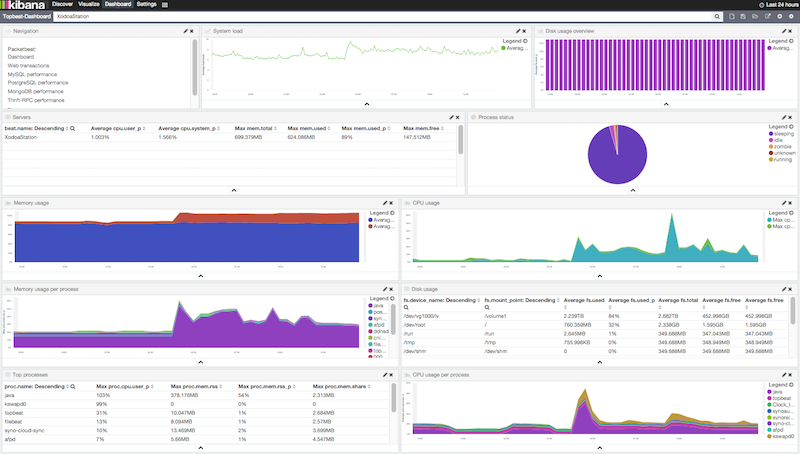 kibana Discover Visualize Dashboard Settings Last 24 hours
Topbeat-Dashboard XodoaStation
Navigation
Packetbeat:
Dashboard
Web transactions
MySQL performance
PostgreSQL performance
MongoDB performance
Thrift-RPC performance
System load
Legend
Averag...
Disk usage overview
Legend
Averag...
Servers
beat.name: Descending Average cpu.user_p Average cpu.system_p Max mem.total Max mem.used Max mem.used_p Max mem.free
XodoaStation 1.003% 1.566% 699.379MB 624.086MB 89% 147.512MB
Process status
Legend
sleeping
idle
zombie
unknown
running
Memory usage
Legend
Averag...
Averag...
CPU usage
Legend
Max cp...
Max cp...
Memory usage per process
Legend
java
pos...
syn...
afpd
ddnsd
cnc...
file...
top...
Disk usage
fs.device_name: Descending fs.mount_point: Descending Average fs.used Average fs.used_p Average fs.total Average fs.free Average fs.free
/dev/vg1000/lv /volume1 2.239TB 84% 2.682TB 452.998GB 452.998GB
/dev/root / 760.359MB 32% 2.338GB 1.595GB 1.595GB
/run /run 2.645MB 1% 349.688MB 347.043MB 347.043MB
/tmp /tmp 755.998KB 0% 349.688MB 348.949MB 348.949MB
/dev/shm /dev/shm 0 0% 349.688MB 349.688MB 349.688MB
Top processes
proc.name: Descending Max proc.cpu.user_p Max proc.mem.rss Max proc.mem.rss_p Max proc.mem.share
java 103% 378.176MB 54% 2.313MB
kswapd0 99% 0 0% 0
topbeat 31% 10.047MB 1% 2.684MB
filebeat 13% 8.094MB 1% 2.57MB
syno-cloud-sync 10% 13.469MB 2% 3.699MB
afpd 7% 5.66MB 1% 4.547MB
CPU usage per process
Legend
java
topbeat
Clock_l...
synoau...
synorel...
syno-cl...
afpd
kswapd0